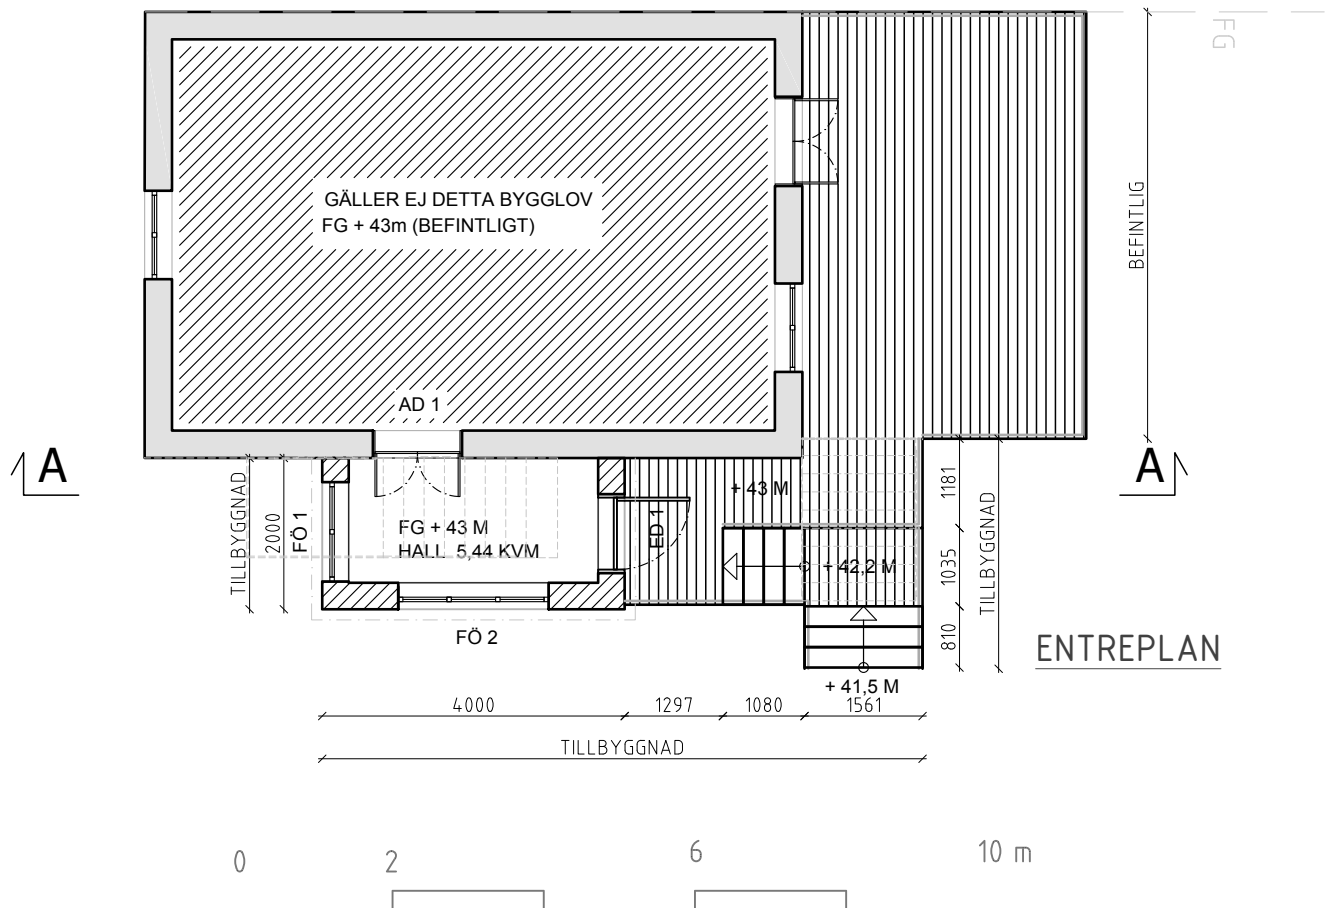 FG
GÄLLER EJ DETTA BYGGLOV
FG + 43m (BEFINTLIGT)
BEFINTLIG
AD 1
A
A
TILLBYGGNAD
2000
FÖ 1
FG + 43 M
HALL 5,44 KVM
ED 1
+ 43 M
+ 42,2 M
1181
1035
810
TILLBYGGNAD
FÖ 2
ENTREPLAN
+ 41,5 M
4000
1297
1080
1561
TILLBYGGNAD
0
2
6
10 m